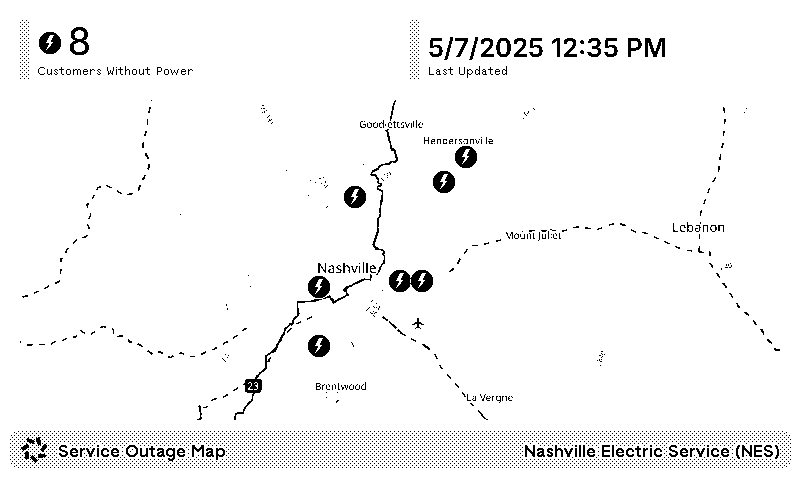 8
Customers Without Power
5/7/2025 12:35 PM
Last Updated
Goodlettsville
Hendersonville
Lebanon
Mount Juliet
Nashville
23
Brentwood
La Vergne
Service Outage Map
Nashville Electric Service (NES)